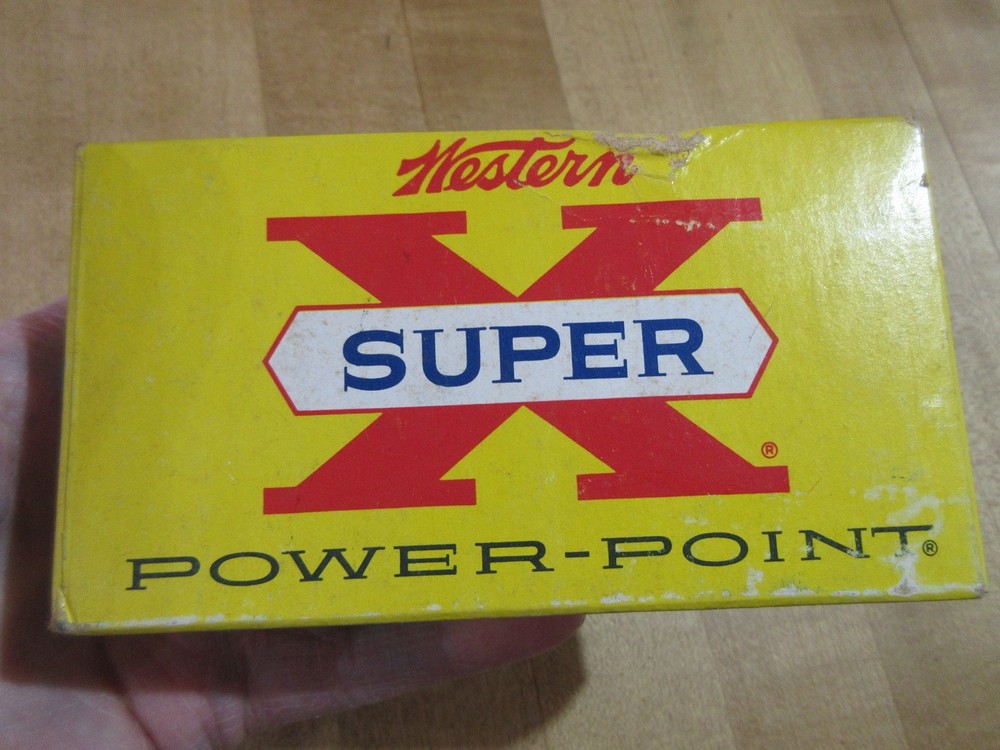 Western
X
SUPER
®
POWER-POINT®